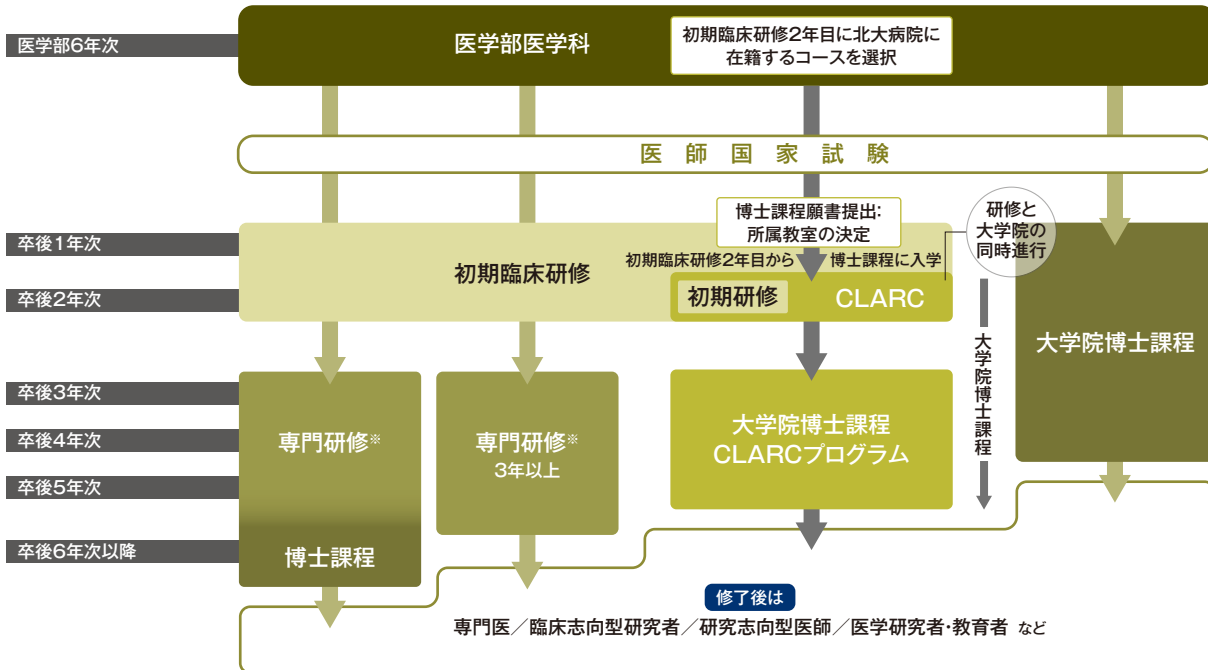 医学部6年次
医学部医学科
初期臨床研修2年目に北大病院に
在籍するコースを選択
医師国家試験
卒後1年次
博士課程願書提出:
所属教室の決定
研修と
大学院の
同時進行
初期臨床研修2年目から
博士課程に入学
初期臨床研修
卒後2年次
初期研修
CLARC
大学院博士課程
大学院博士課程
卒後3年次
卒後4年次
専門研修※
専門研修※
3年以上
大学院博士課程
CLARCプログラム
卒後5年次
卒後6年次以降
博士課程
修了後は
専門医／臨床志向型研究者／研究志向型医師／医学研究者・教育者 など